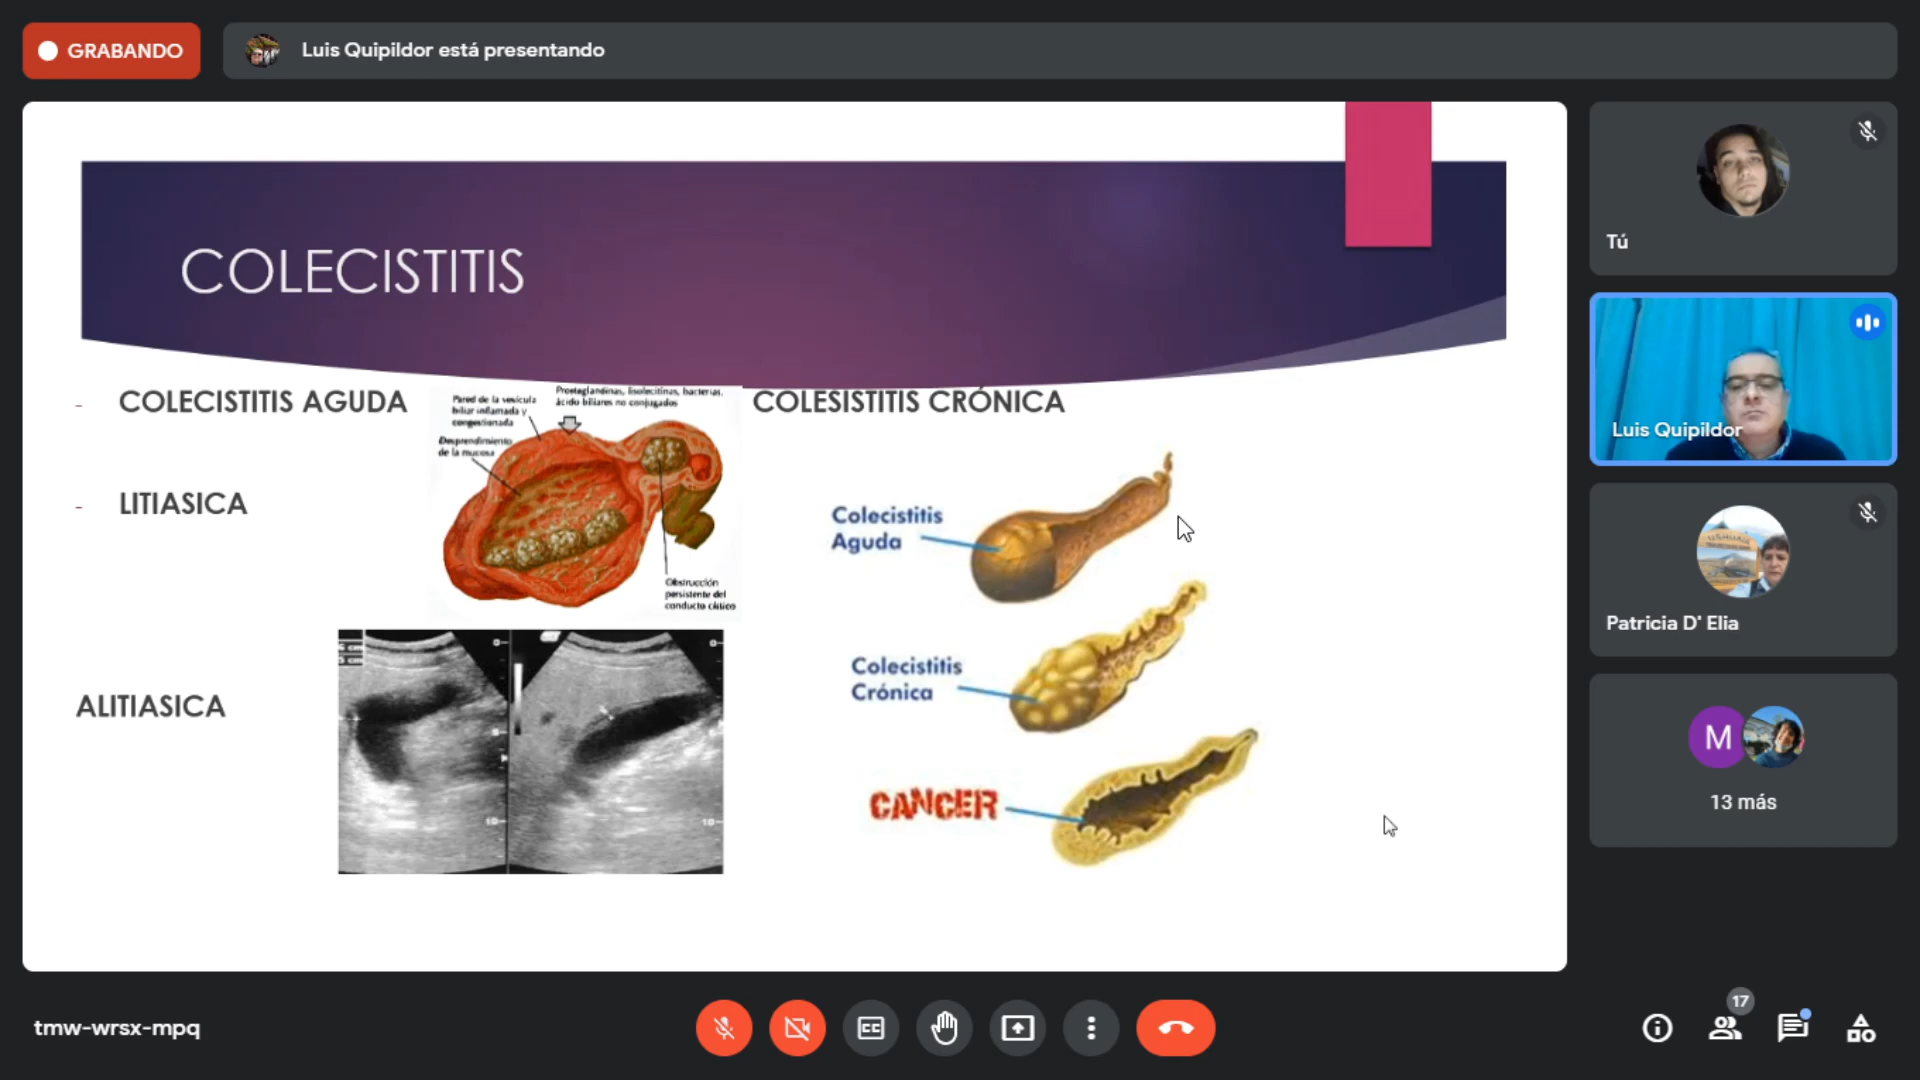 GRABANDO
Luis Quipildor está presentando
COLECISTITIS
- COLECISTITIS AGUDA
- LITIASICA
ALITIASICA
Pared de la vesícula
biliar inflamada y
congestionada
Prostaglandinas, lisolecitinas, bacterias,
ácido biliares no conjugados
Desprendimiento
de la mucosa
Obstrucción
persistente del
conducto cístico
COLESISTITIS CRÓNICA
Colecistitis
Aguda
Colecistitis
Crónica
CANCER
Tú
Luis Quipildor
Patricia D' Elia
M
13 más
tmw-wrsx-mpq
CC
17